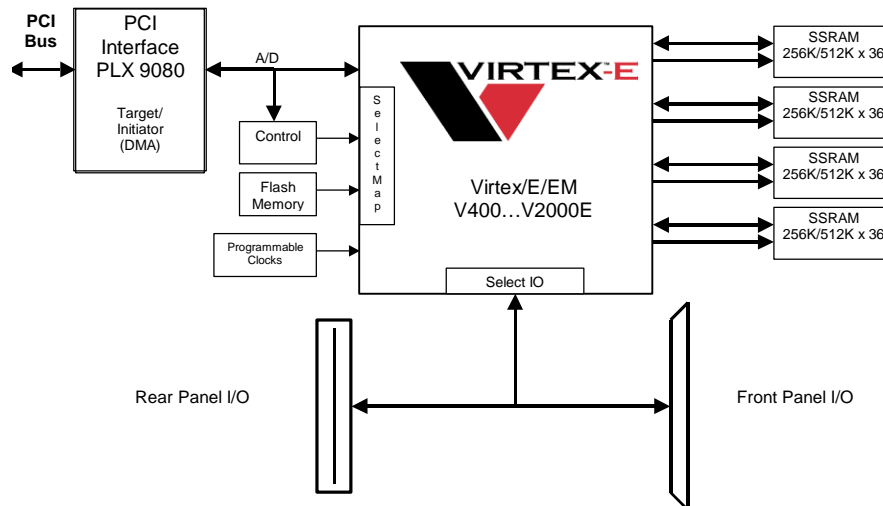 PCI
Bus
PCI
Interface
PLX 9080
Target/
Initiator
(DMA)
A/D
Control
Flash
Memory
Programmable
Clocks
SelectMap
VIRTEX-E
Virtex/E/EM
V400...V2000E
Select IO
SSRAM
256K/512K x 36
SSRAM
256K/512K x 36
SSRAM
256K/512K x 36
SSRAM
256K/512K x 36
Rear Panel I/O
Front Panel I/O